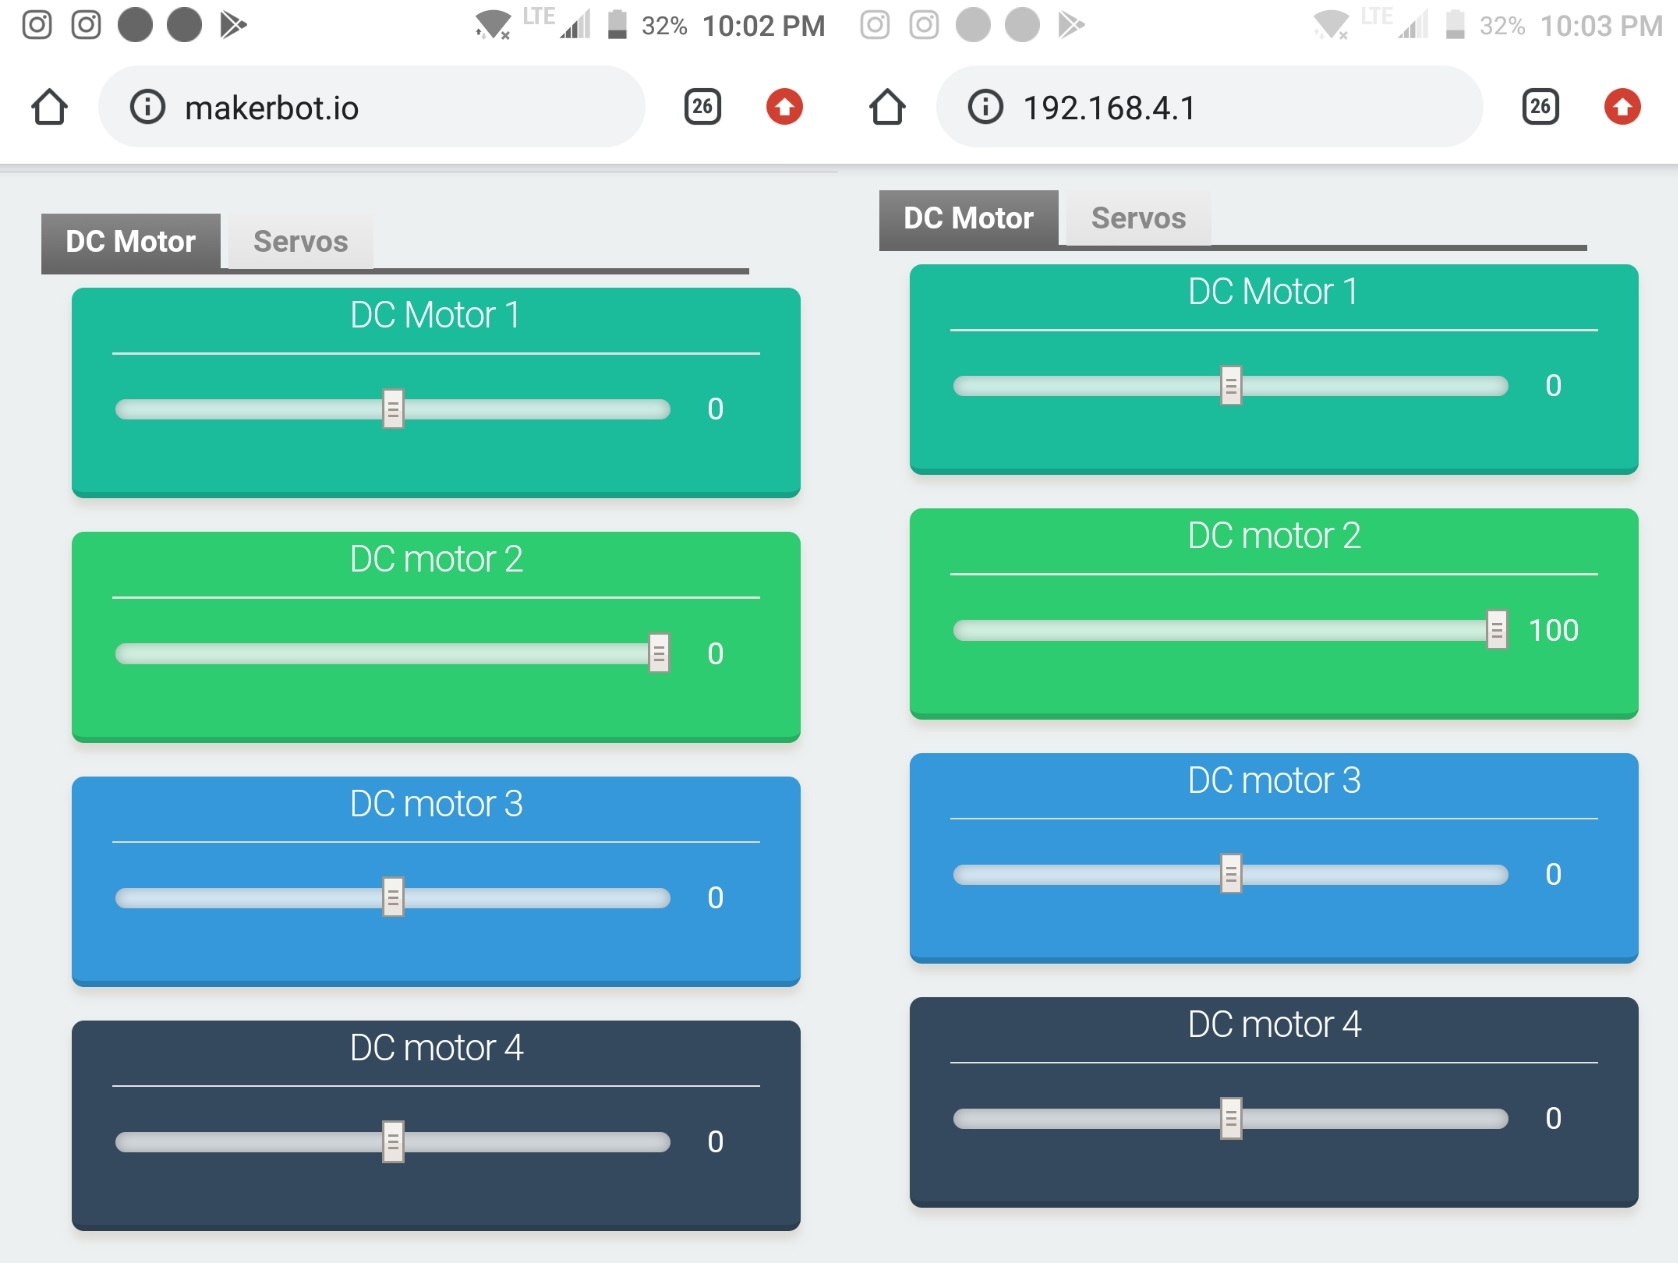 LTE 32% 10:02 PM
makerbot.io 26
DC Motor Servos
DC Motor 1
0
DC motor 2
0
DC motor 3
0
DC motor 4
0
LTE 32% 10:03 PM
192.168.4.1 26
DC Motor Servos
DC Motor 1
0
DC motor 2
100
DC motor 3
0
DC motor 4
0